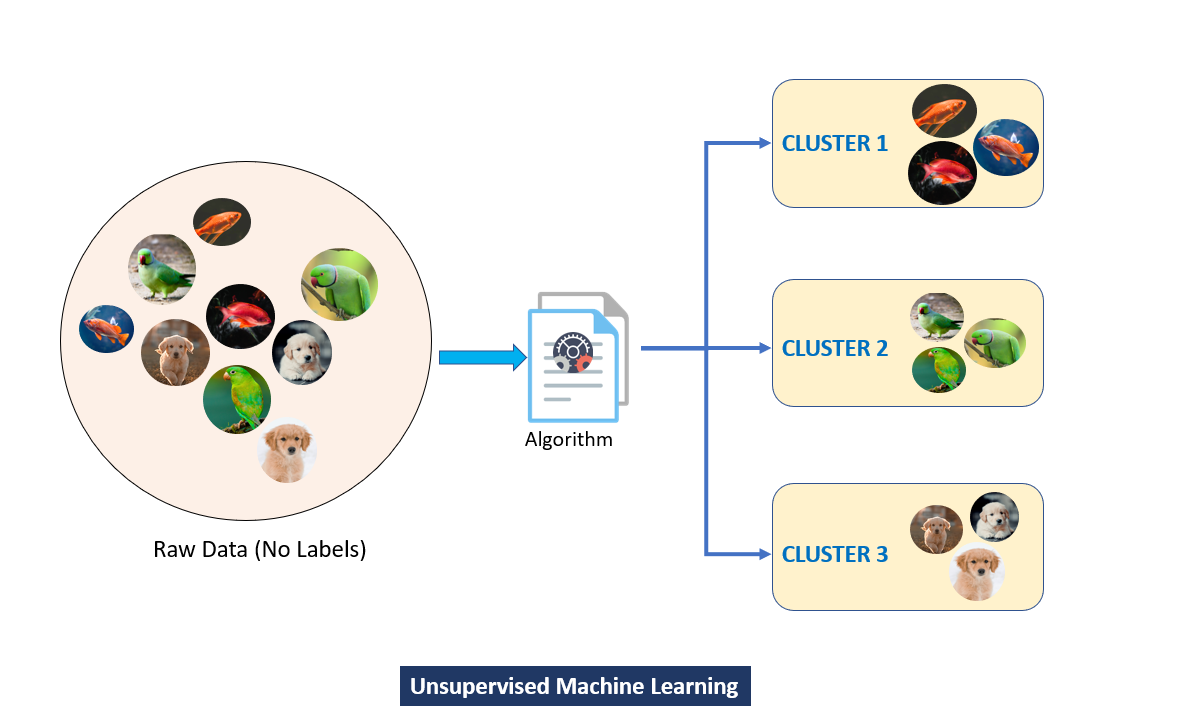 CLUSTER 1
CLUSTER 2
Algorithm
Raw Data (No Labels)
CLUSTER 3
Unsupervised Machine Learning